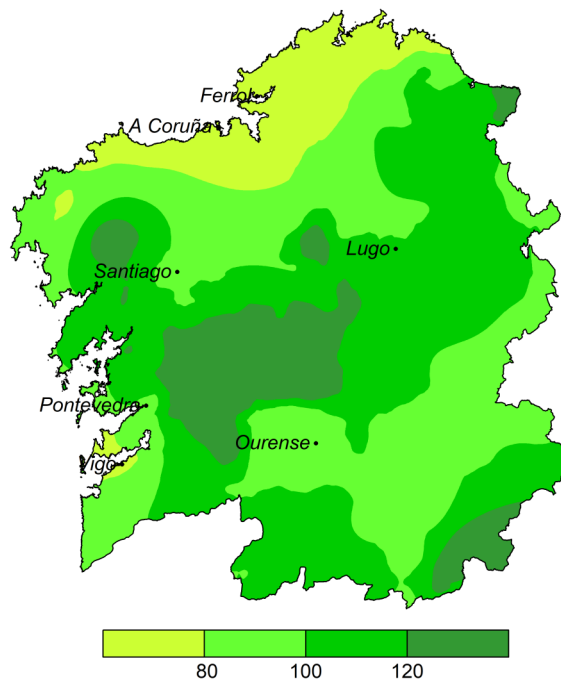 Ferrol
A Coruña
Lugo
Santiago
Pontevedra
Ourense
Vigo
80 100 120